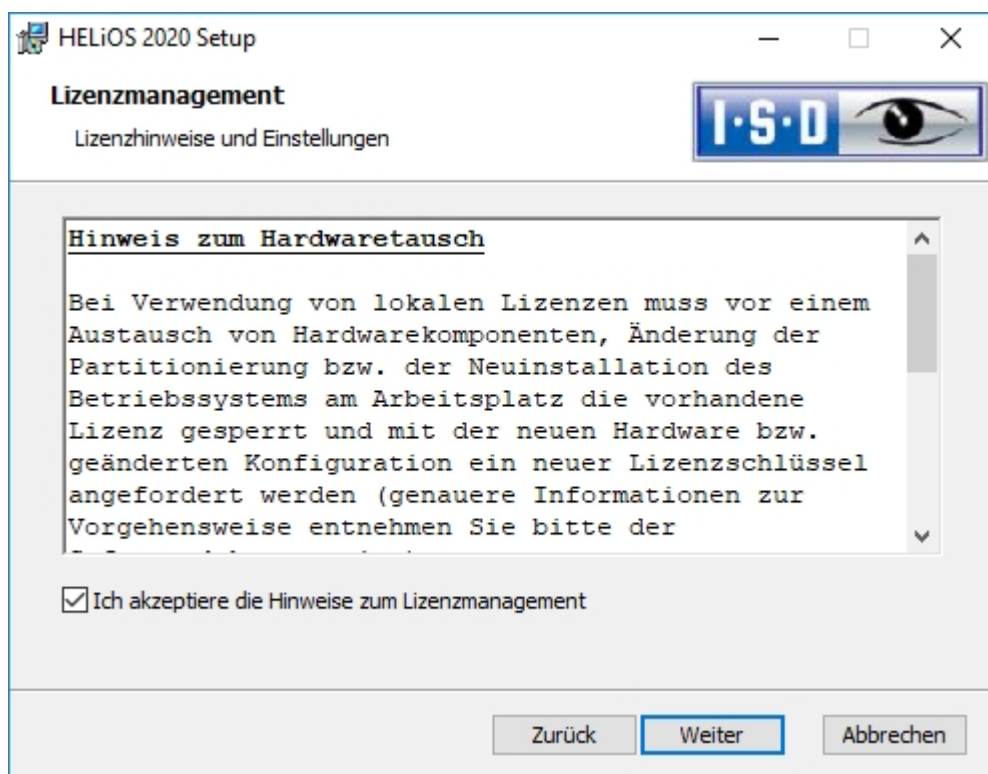 HELiOS 2020 Setup
Lizenzmanagement
Lizenzhinweise und Einstellungen
I·S·D
Hinweis zum Hardwaretausch
Bei Verwendung von lokalen Lizenzen muss vor einem
Austausch von Hardwarekomponenten, Änderung der
Partitionierung bzw. der Neuinstallation des
Betriebssystems am Arbeitsplatz die vorhandene
Lizenz gesperrt und mit der neuen Hardware bzw.
geänderten Konfiguration ein neuer Lizenzschlüssel
angefordert werden (genauere Informationen zur
Vorgehensweise entnehmen Sie bitte der
Ich akzeptiere die Hinweise zum Lizenzmanagement
Zurück Weiter Abbrechen